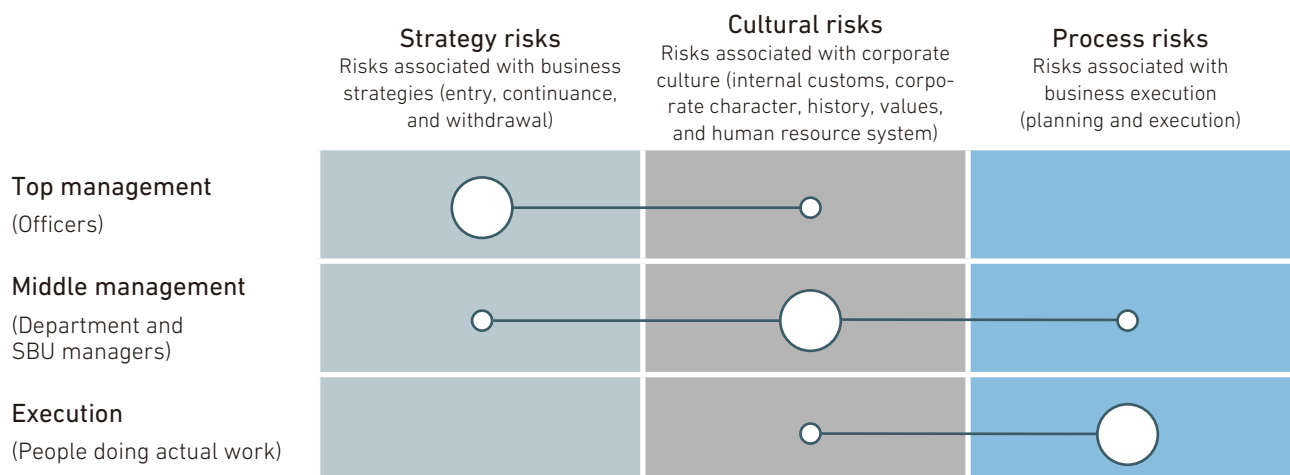 Strategy risks
Risks associated with business
strategies (entry, continuance,
and withdrawal)
Cultural risks
Risks associated with corporate
culture (internal customs, corpo-
rate character, history, values,
and human resource system)
Process risks
Risks associated with
business execution
(planning and execution)
Top management
(Officers)
Middle management
(Department and
SBU managers)
Execution
(People doing actual work)